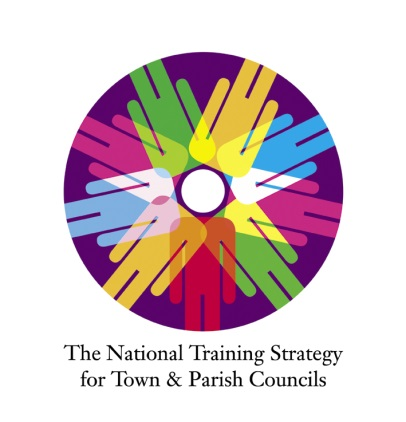 The National Training Strategy
for Town & Parish Councils